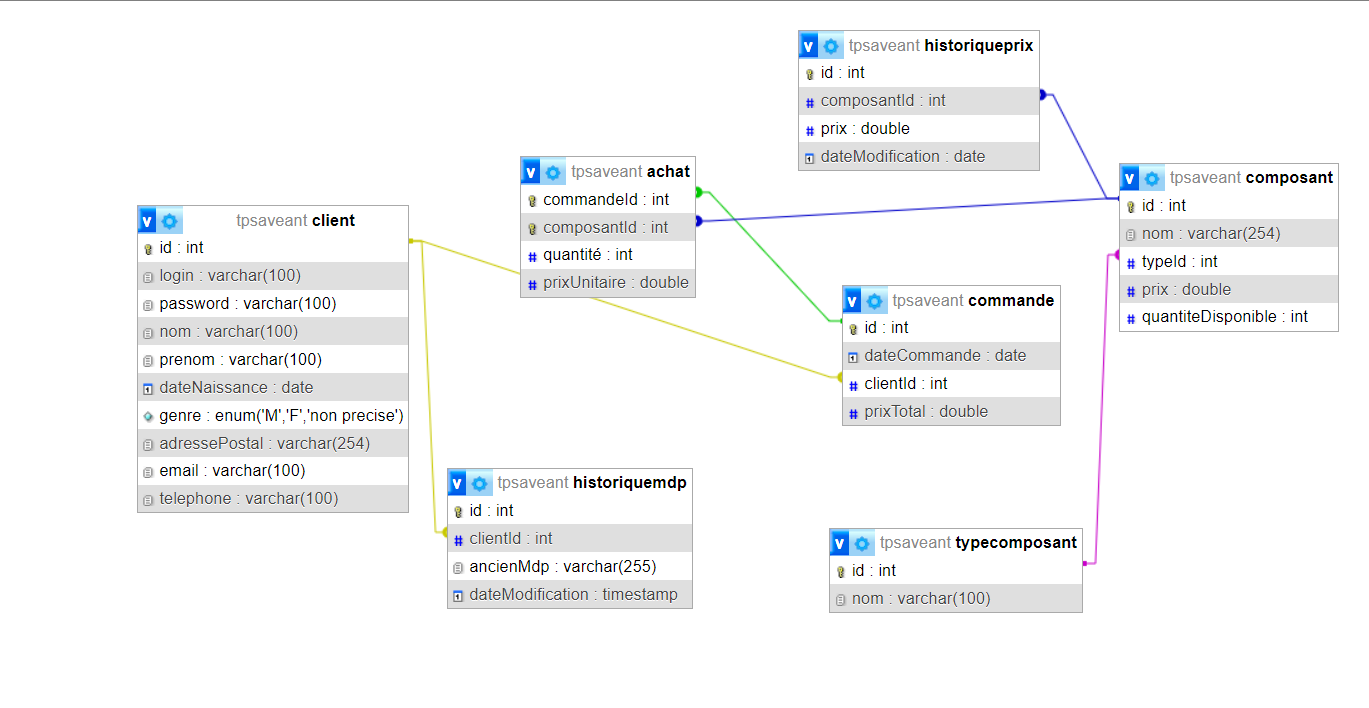 v tpsaveant historiqueprix
id : int
# composantId : int
# prix : double
dateModification : date
v tpsaveant achat
commandeId : int
composantId : int
# quantité : int
# prixUnitaire : double
v tpsaveant composant
id : int
nom : varchar(254)
# typeId : int
# prix : double
# quantiteDisponible : int
v tpsaveant client
id : int
login : varchar(100)
password : varchar(100)
nom : varchar(100)
prenom : varchar(100)
dateNaissance : date
genre : enum('M','F','non precise')
adressePostal : varchar(254)
email : varchar(100)
telephone : varchar(100)
v tpsaveant commande
id : int
dateCommande : date
# clientId : int
# prixTotal : double
v tpsaveant historiquemdp
id : int
# clientId : int
ancienMdp : varchar(255)
dateModification : timestamp
v tpsaveant typecomposant
id : int
nom : varchar(100)